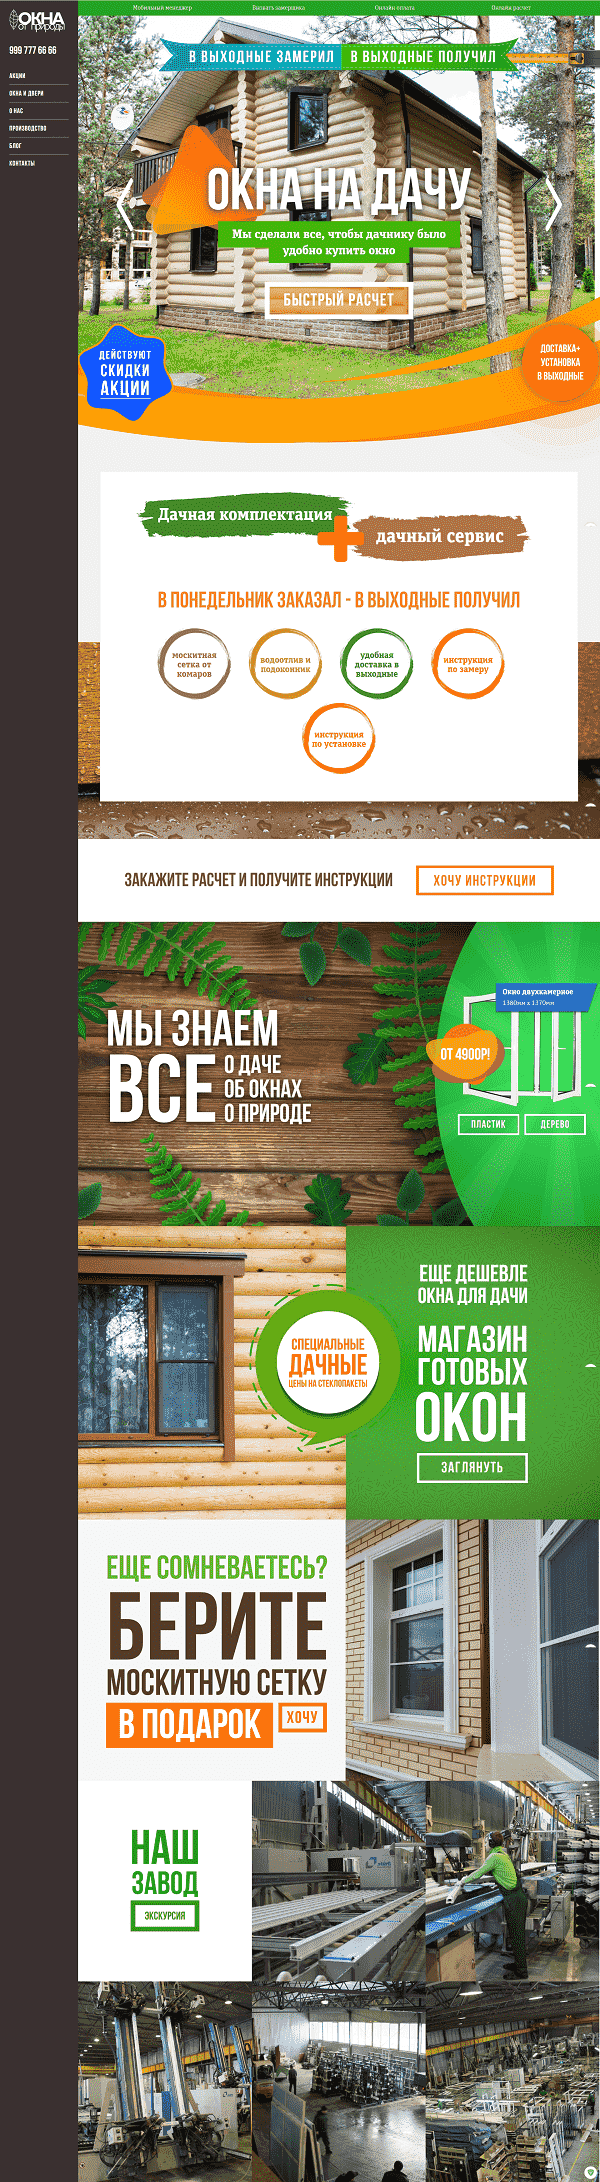 ОКНА
от природы
999 777 66 66
АКЦИИ
ОКНА И ДВЕРИ
О НАС
ПРОИЗВОДСТВО
БЛОГ
КОНТАКТЫ
Мобильный менеджер
Вызвать замерщика
Онлайн оплата
Онлайн расчет
В ВЫХОДНЫЕ ЗАМЕРИЛ
В ВЫХОДНЫЕ ПОЛУЧИЛ
ОКНА НА ДАЧУ
Мы сделали все, чтобы дачнику было
удобно купить окно
БЫСТРЫЙ РАСЧЕТ
ДЕЙСТВУЮТ
СКИДКИ
АКЦИИ
ДОСТАВКА+
УСТАНОВКА
В ВЫХОДНЫЕ
Дачная комплектация
+
дачный сервис
В ПОНЕДЕЛЬНИК ЗАКАЗАЛ - В ВЫХОДНЫЕ ПОЛУЧИЛ
москитная
сетка от
комаров
водоотлив и
подоконник
удобная
доставка в
выходные
инструкция
по замеру
инструкция
по установке
ЗАКАЖИТЕ РАСЧЕТ И ПОЛУЧИТЕ ИНСТРУКЦИИ
ХОЧУ ИНСТРУКЦИИ
МЫ ЗНАЕМ
ВСЕ
О ДАЧЕ
ОБ ОКНАХ
О ПРИРОДЕ
Окно двухкамерное
1380мм х 1370мм
ОТ 4900Р!
ПЛАСТИК
ДЕРЕВО
СПЕЦИАЛЬНЫЕ
ДАЧНЫЕ
ЦЕНЫ НА СТЕКЛОПАКЕТЫ
ЕЩЕ ДЕШЕВЛЕ
ОКНА ДЛЯ ДАЧИ
МАГАЗИН
ГОТОВЫХ
ОКОН
ЗАГЛЯНУТЬ
ЕЩЕ СОМНЕВАЕТЕСЬ?
БЕРИТЕ
МОСКИТНУЮ СЕТКУ
В ПОДАРОК
ХОЧУ
НАШ
ЗАВОД
ЭКСКУРСИЯ